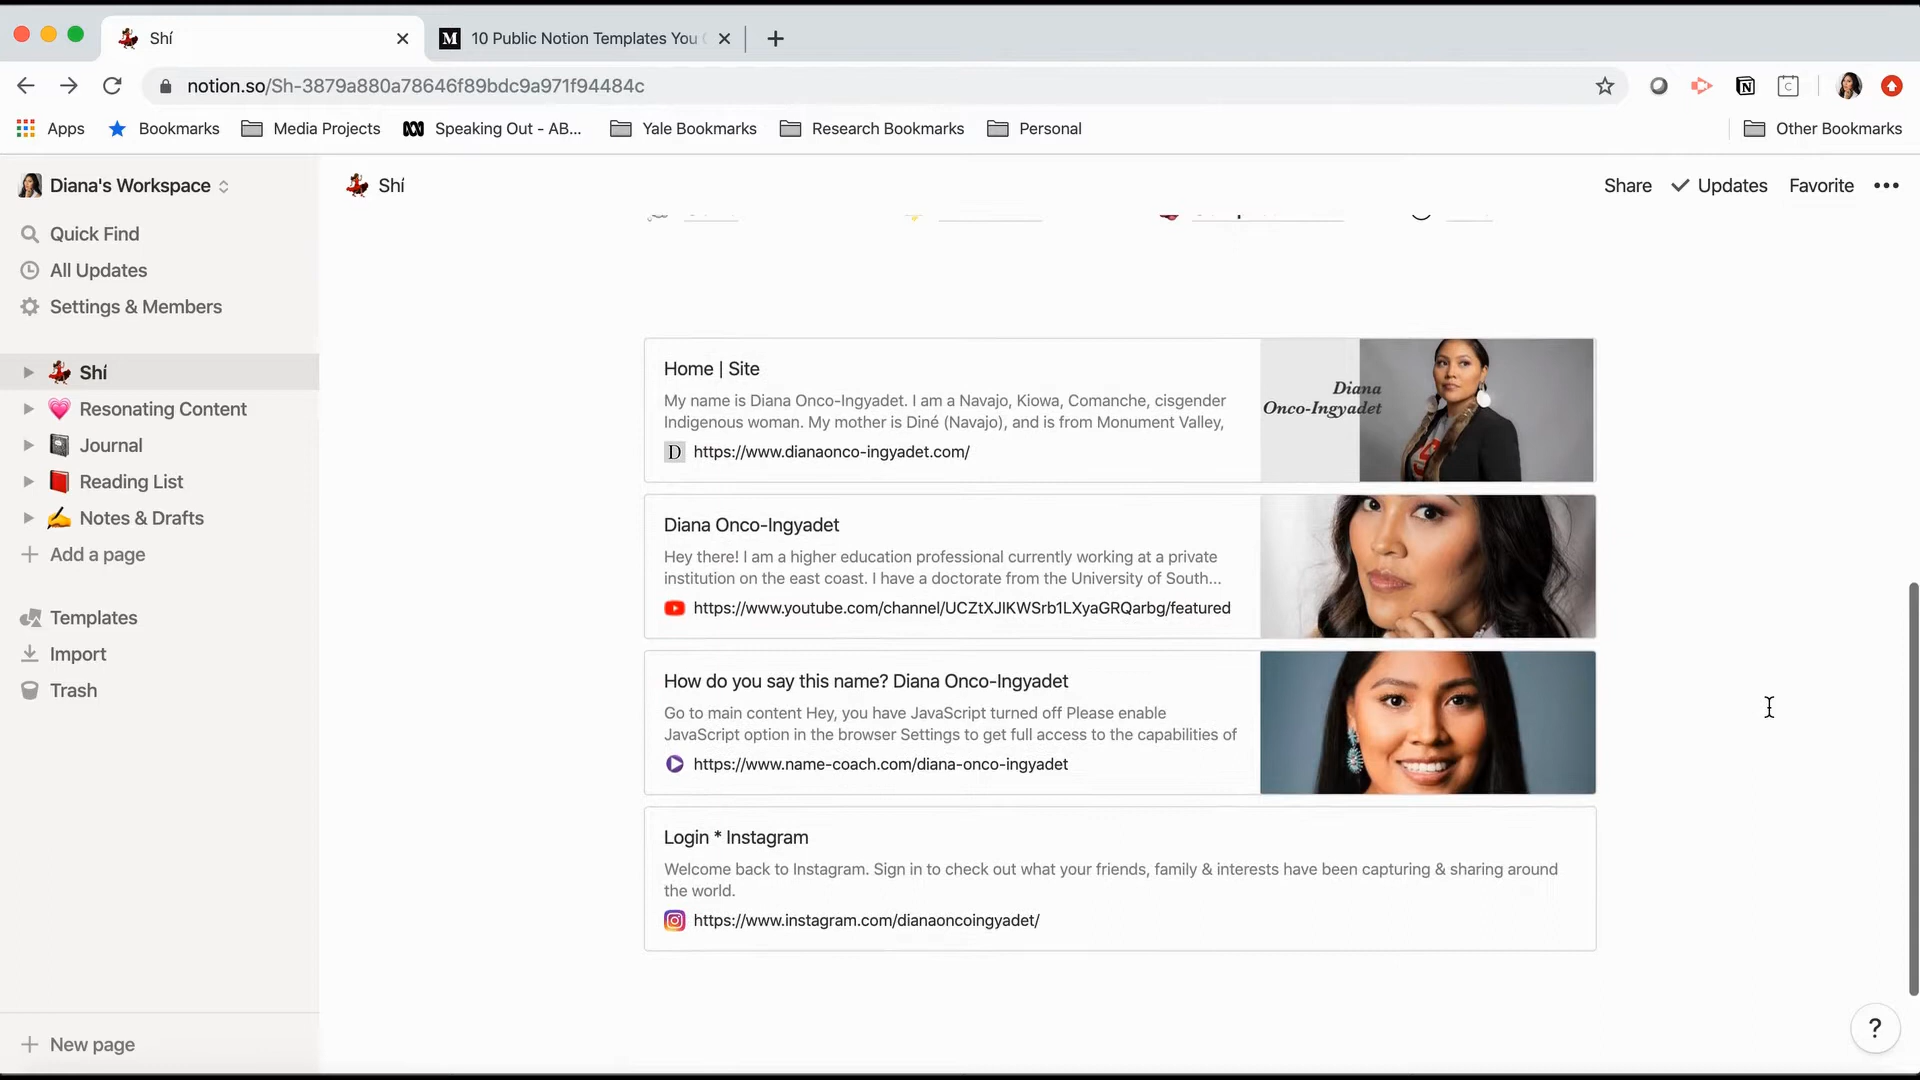 Shí
M 10 Public Notion Templates You
notion.so/Sh-3879a880a78646f89bdc9a971f94484c
Apps
Bookmarks
Media Projects
Speaking Out - AB...
Yale Bookmarks
Research Bookmarks
Personal
Other Bookmarks
Diana's Workspace
Shí
Share
Updates
Favorite
Quick Find
All Updates
Settings & Members
Shí
Resonating Content
Journal
Reading List
Notes & Drafts
Add a page
Templates
Import
Trash
New page
Home | Site
My name is Diana Onco-Ingyadet. I am a Navajo, Kiowa, Comanche, cisgender
Indigenous woman. My mother is Diné (Navajo), and is from Monument Valley,
D https://www.dianaonco-ingyadet.com/
Diana
Onco-Ingyadet
Diana Onco-Ingyadet
Hey there! I am a higher education professional currently working at a private
institution on the east coast. I have a doctorate from the University of South...
https://www.youtube.com/channel/UCZtXJIKWSrb1LXyaGRQarbg/featured
How do you say this name? Diana Onco-Ingyadet
Go to main content Hey, you have JavaScript turned off Please enable
JavaScript option in the browser Settings to get full access to the capabilities of
https://www.name-coach.com/diana-onco-ingyadet
Login * Instagram
Welcome back to Instagram. Sign in to check out what your friends, family & interests have been capturing & sharing around
the world.
https://www.instagram.com/dianaoncoingyadet/
?